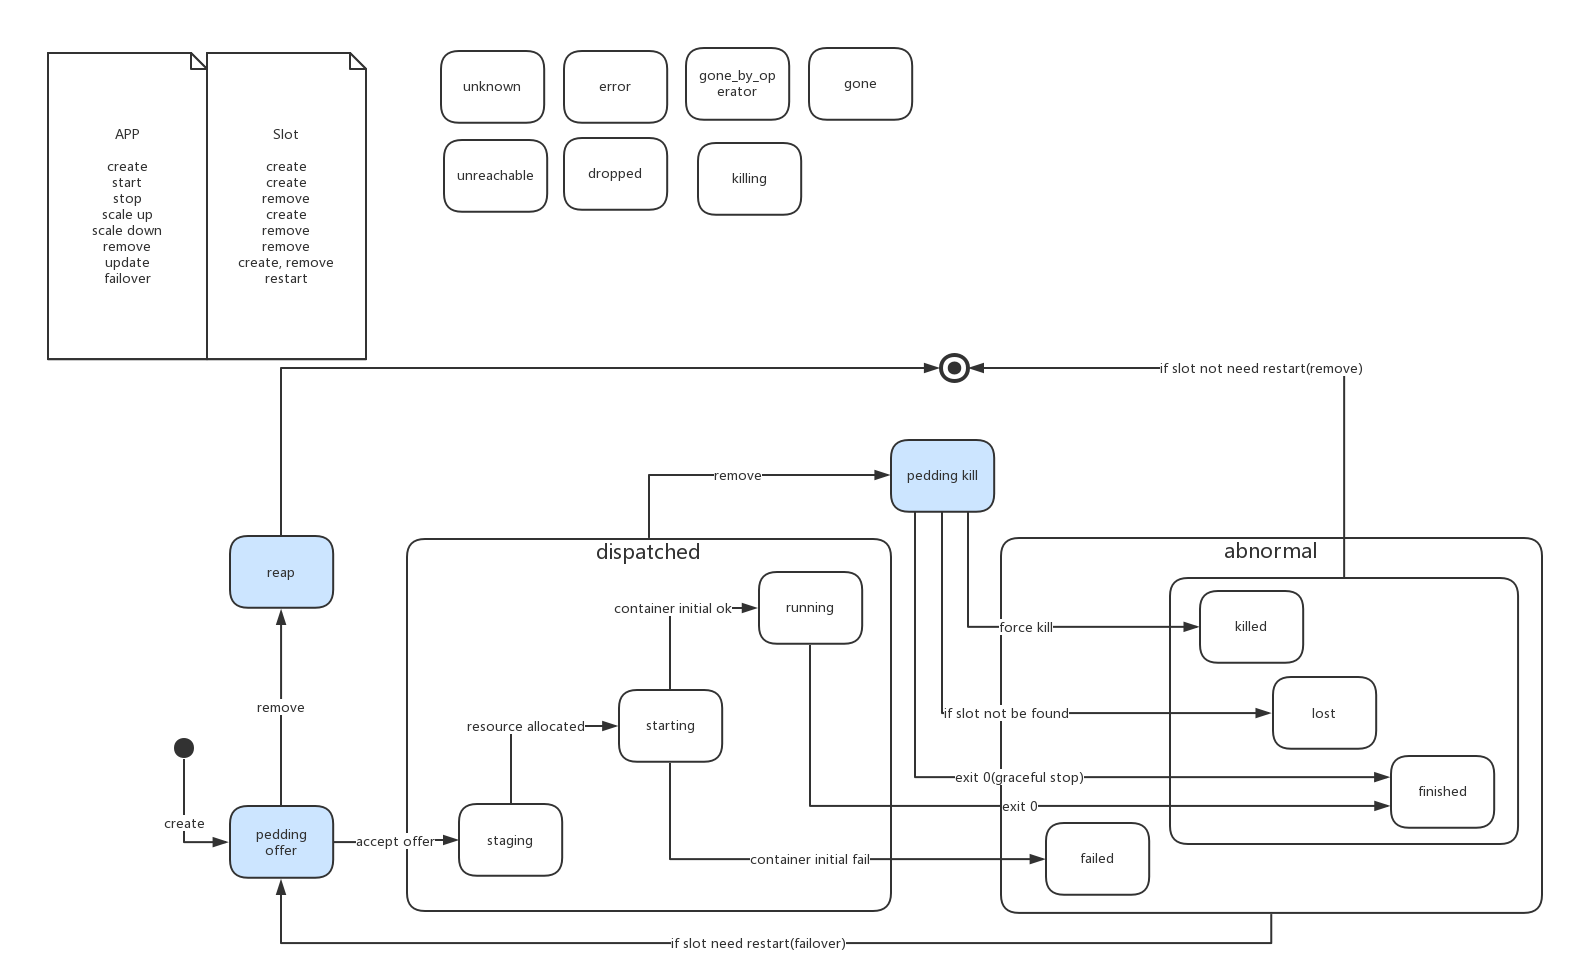 APP
create
start
stop
scale up
scale down
remove
update
failover
Slot
create
create
remove
create
remove
remove
create, remove
restart
unknown
error
gone_by_op
erator
gone
unreachable
dropped
killing
if slot not need restart(remove)
remove
pedding kill
reap
dispatched
abnormal
container initial ok
running
force kill
killed
remove
resource allocated
starting
if slot not be found
lost
exit 0(graceful stop)
finished
exit 0
create
pedding
offer
accept offer
staging
container initial fail
failed
if slot need restart(failover)